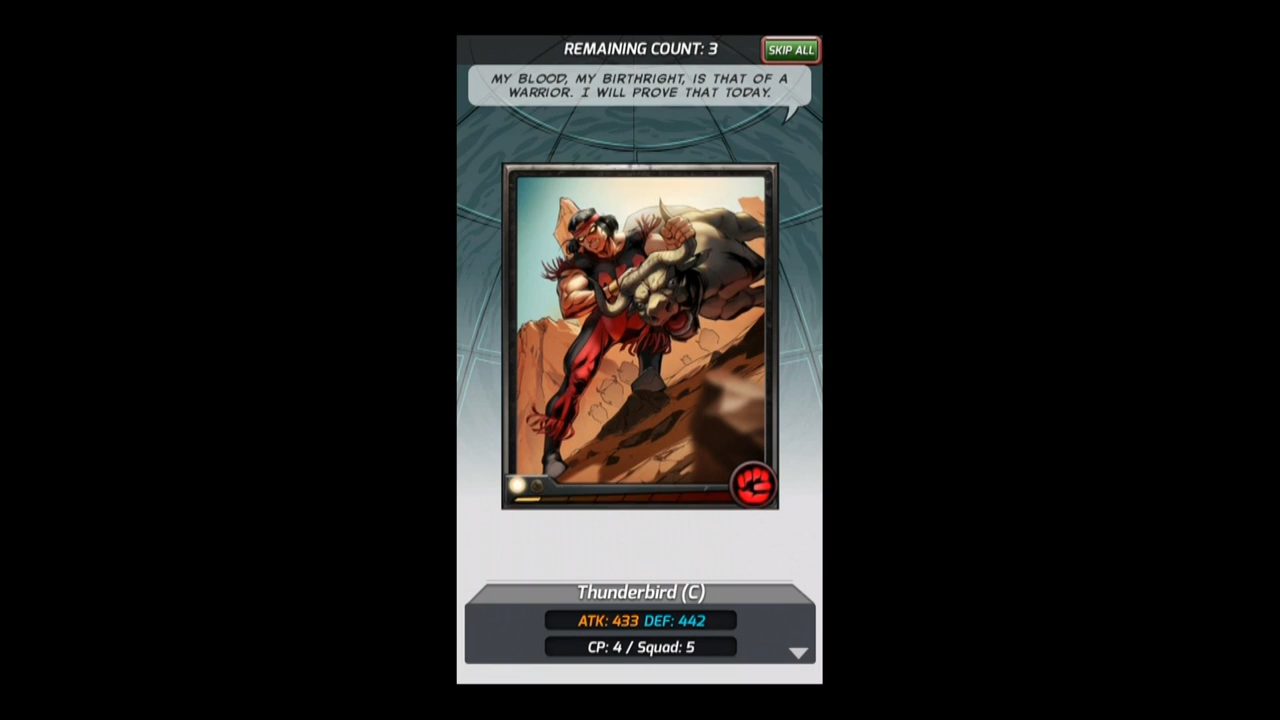 REMAINING COUNT: 3
SKIP ALL
MY BLOOD, MY BIRTHRIGHT, IS THAT OF A
WARRIOR. I WILL PROVE THAT TODAY.
Thunderbird (C)
ATK: 433 DEF: 442
CP: 4 / Squad: 5